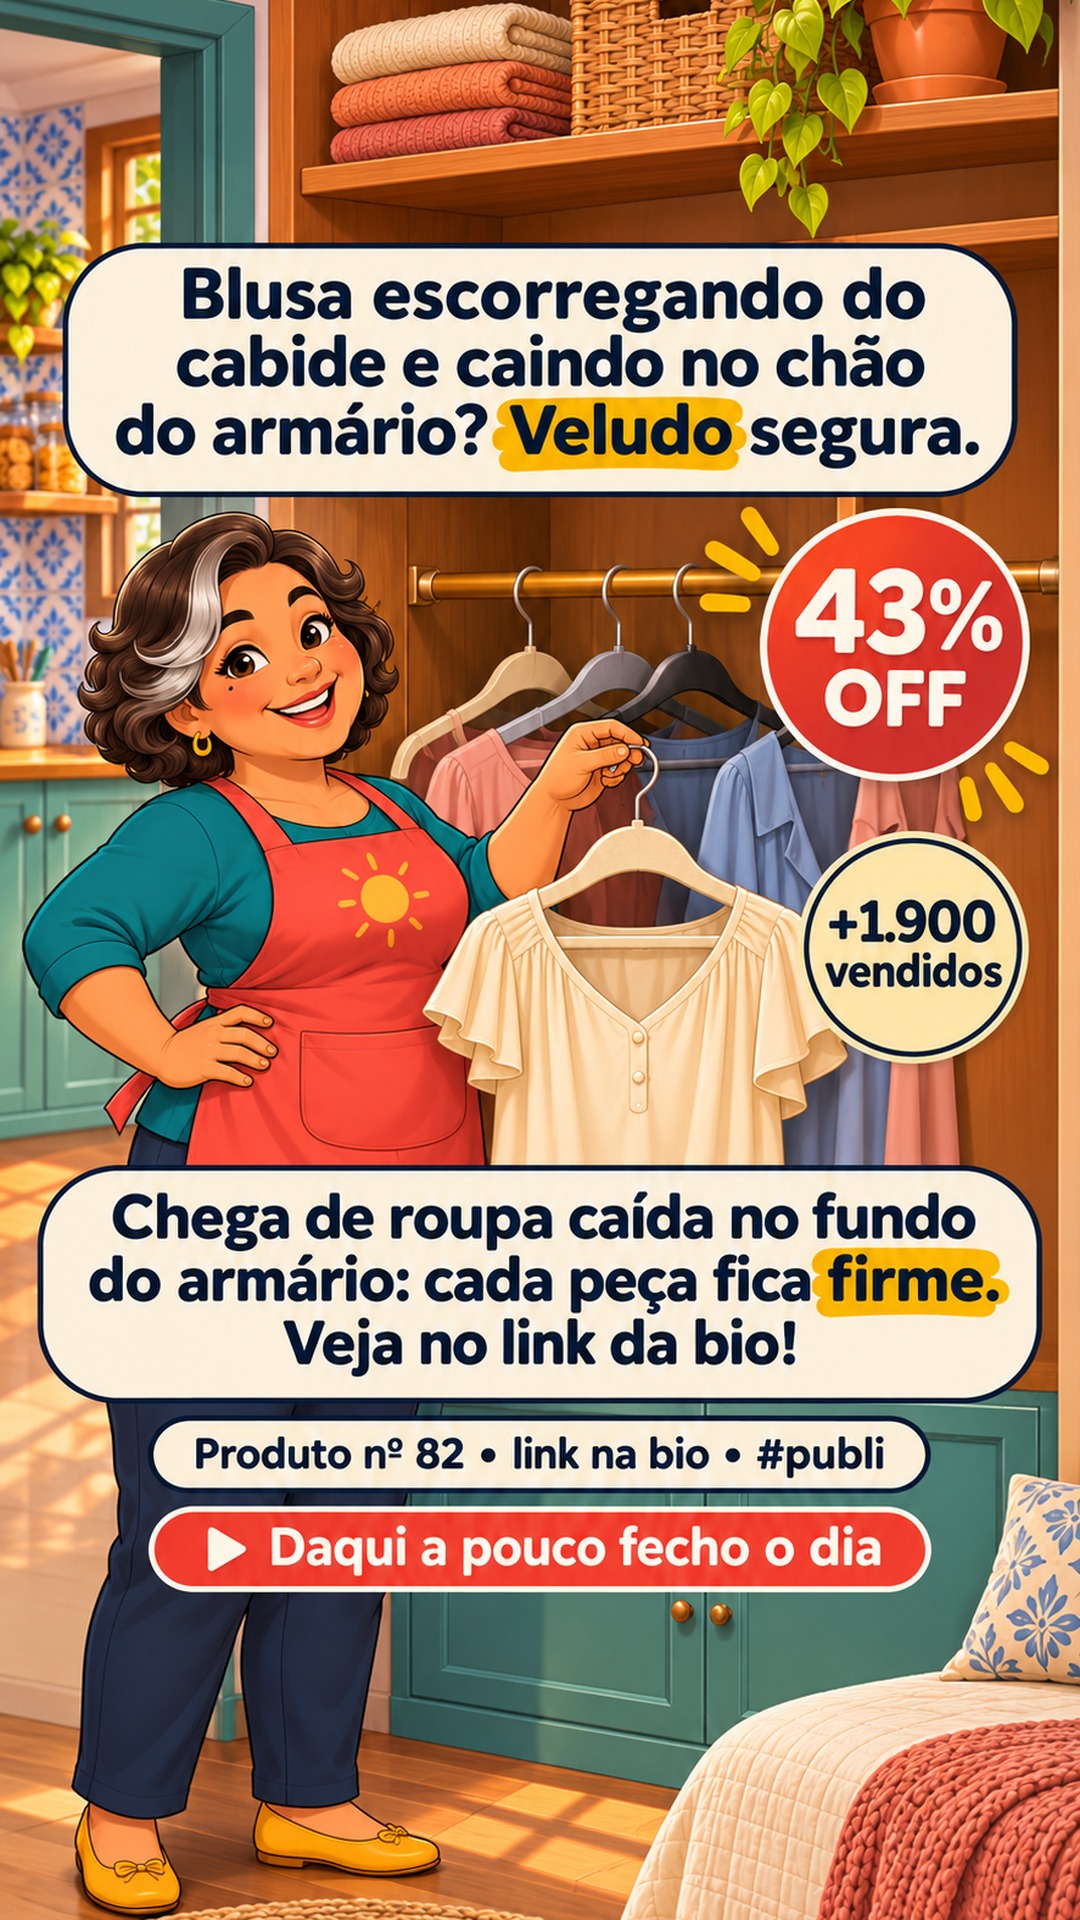 Blusa escorregando do
cabide e caindo no chão
do armário? Veludo segura.
43%
OFF
+1.900
vendidos
Chega de roupa caída no fundo
do armário: cada peça fica firme.
Veja no link da bio!
Produto nº 82 • link na bio • #publi
Daqui a pouco fecho o dia